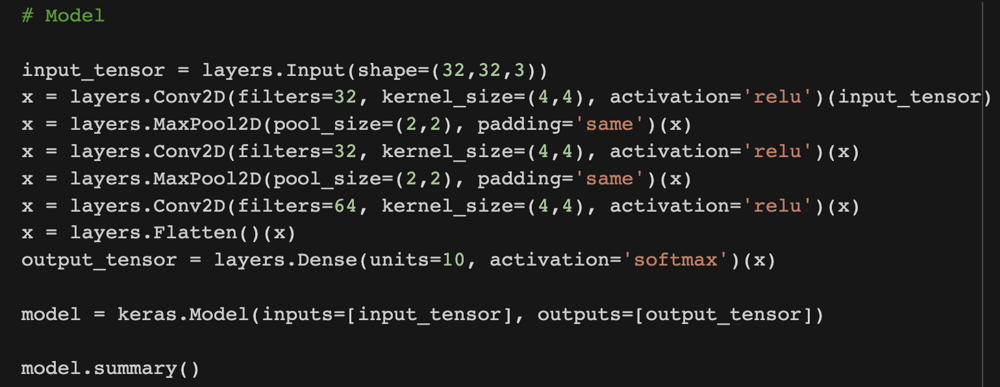 # Model
input_tensor = layers.Input(shape=(32,32,3))
x = layers.Conv2D(filters=32, kernel_size=(4,4), activation='relu')(input_tensor)
x = layers.MaxPool2D(pool_size=(2,2), padding='same')(x)
x = layers.Conv2D(filters=32, kernel_size=(4,4), activation='relu')(x)
x = layers.MaxPool2D(pool_size=(2,2), padding='same')(x)
x = layers.Conv2D(filters=64, kernel_size=(4,4), activation='relu')(x)
x = layers.Flatten()(x)
output_tensor = layers.Dense(units=10, activation='softmax')(x)
model = keras.Model(inputs=[input_tensor], outputs=[output_tensor])
model.summary()